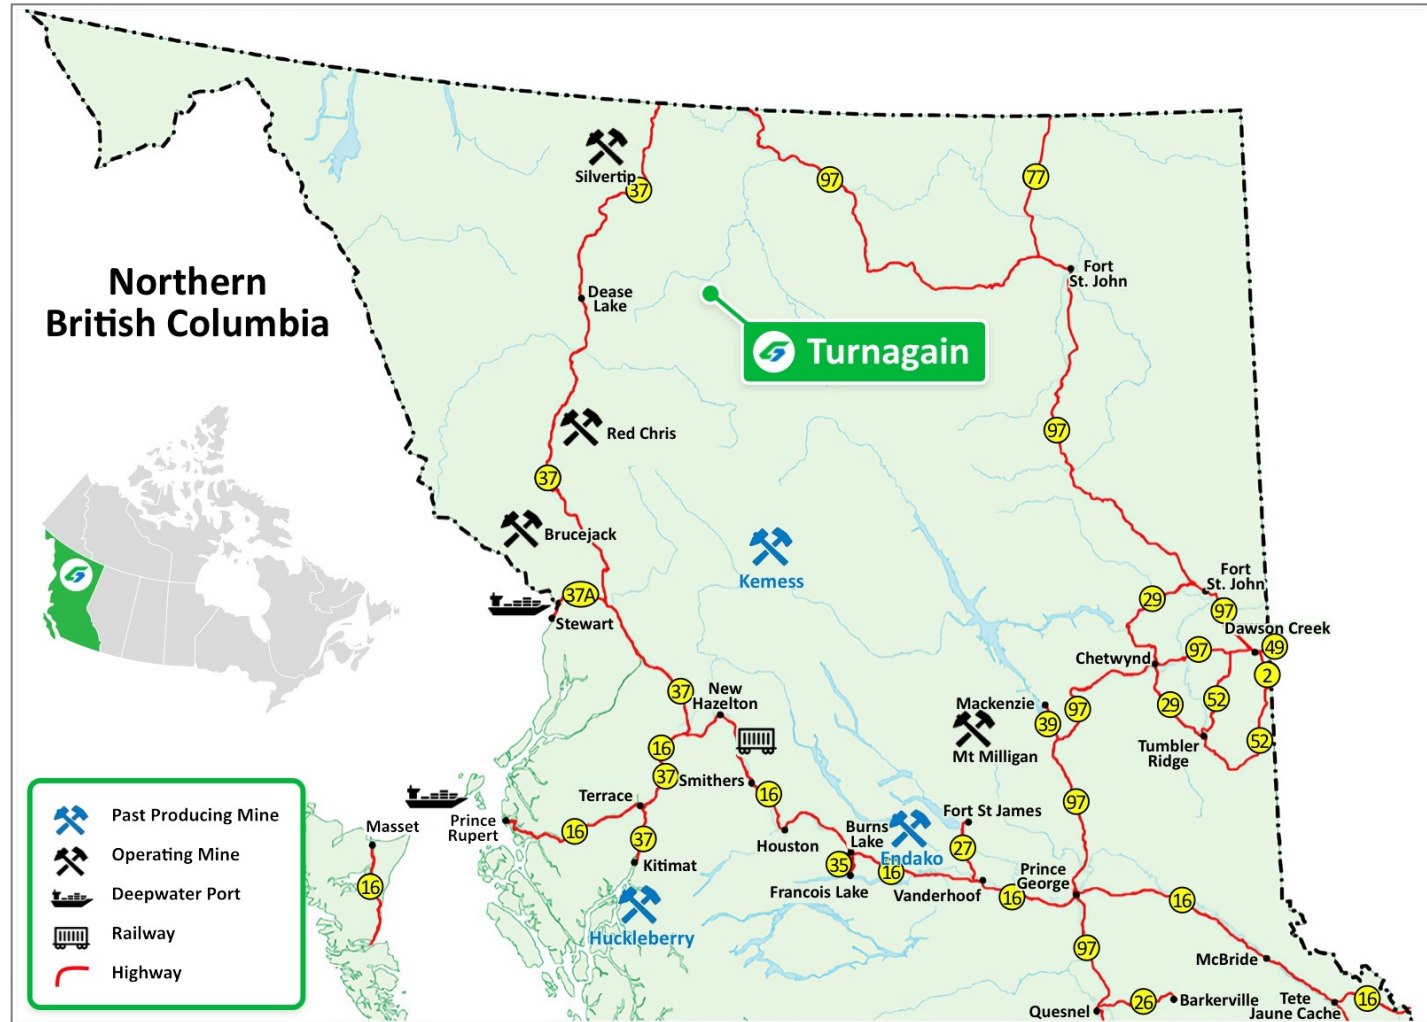 Silvertip
37
97
77
Northern
British Columbia
Fort
St. John
Dease
Lake
Turnagain
Red Chris
97
37
Brucejack
Kemess
37A
Stewart
Fort
St. John
29
97
Dawson Creek
49
97
Chetwynd
2
29
52
52
Tumbler
Ridge
37
New
Hazelton
Mackenzie
39
97
Mt Milligan
16
37
Smithers
16
97
Terrace
Prince
Rupert
16
37
Kitimat
Houston
Burns
Lake
35
Francois Lake
Endako
16
Fort St James
27
Vanderhoof
16
Prince
George
16
Masset
16
Huckleberry
97
McBride
Quesnel
26
Barkerville
Tete
Jaune Cache
16
Past Producing Mine
Operating Mine
Deepwater Port
Railway
Highway